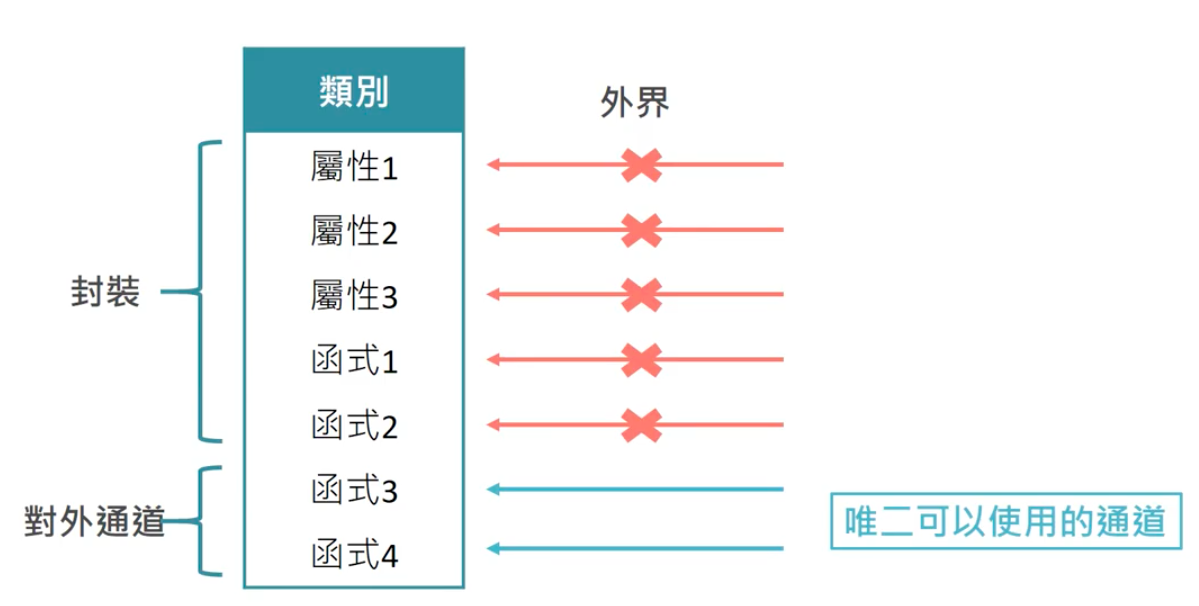 類別
外界
屬性1
屬性2
屬性3
封裝
函式1
函式2
函式3
對外通道
唯二可以使用的通道
函式4